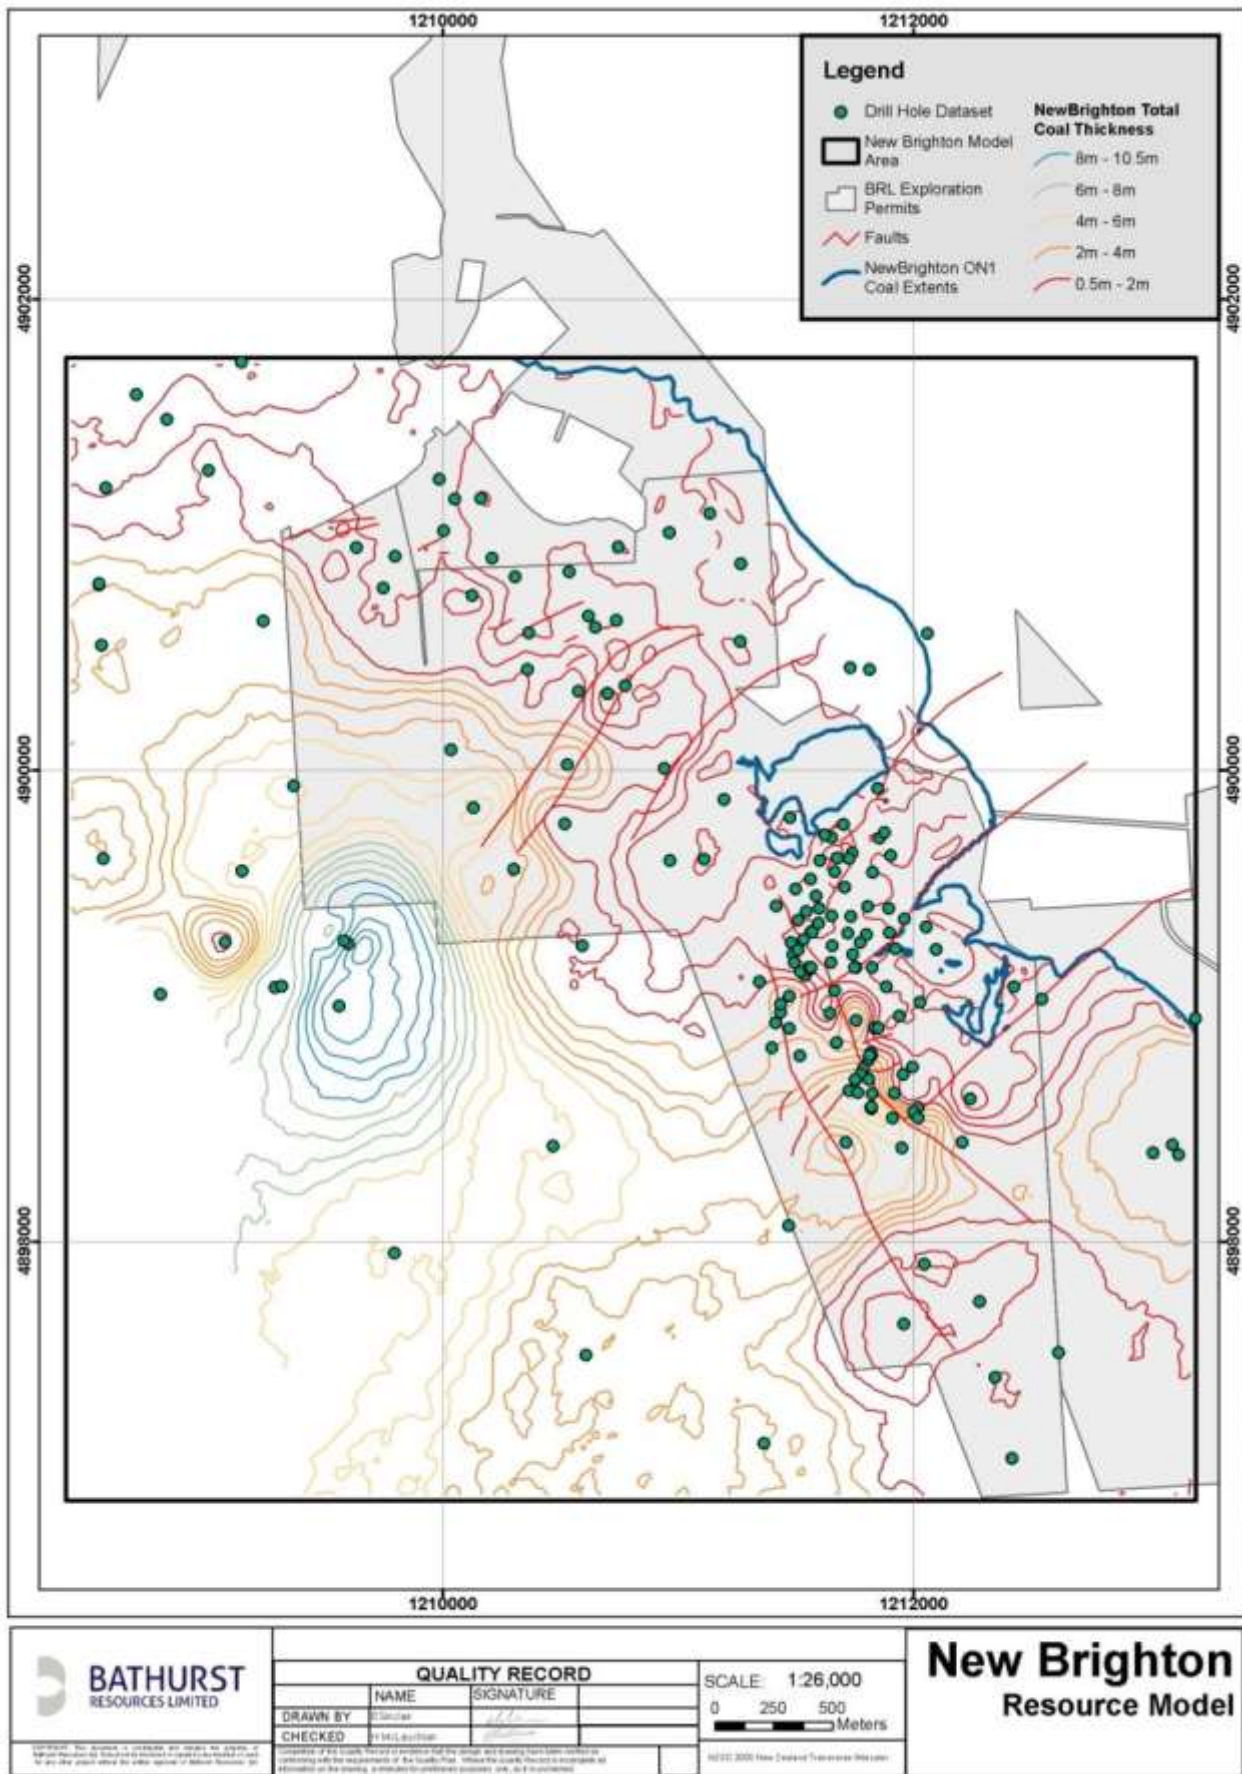 1210000
1212000
Legend
Drill Hole Dataset
New Brighton Model
Area
BRL Exploration
Permits
Faults
NewBrighton ON1
Coal Extents
NewBrighton Total
Coal Thickness
8m - 10.5m
6m - 8m
4m - 6m
2m - 4m
0.5m - 2m
4902000
4902000
4900000
4900000
4898000
4898000
1210000
1212000
BATHURST
RESOURCES LIMITED
QUALITY RECORD
NAME
SIGNATURE
DRAWN BY
CHECKED
SCALE: 1:26,000
0 250 500
Meters
New Brighton
Resource Model